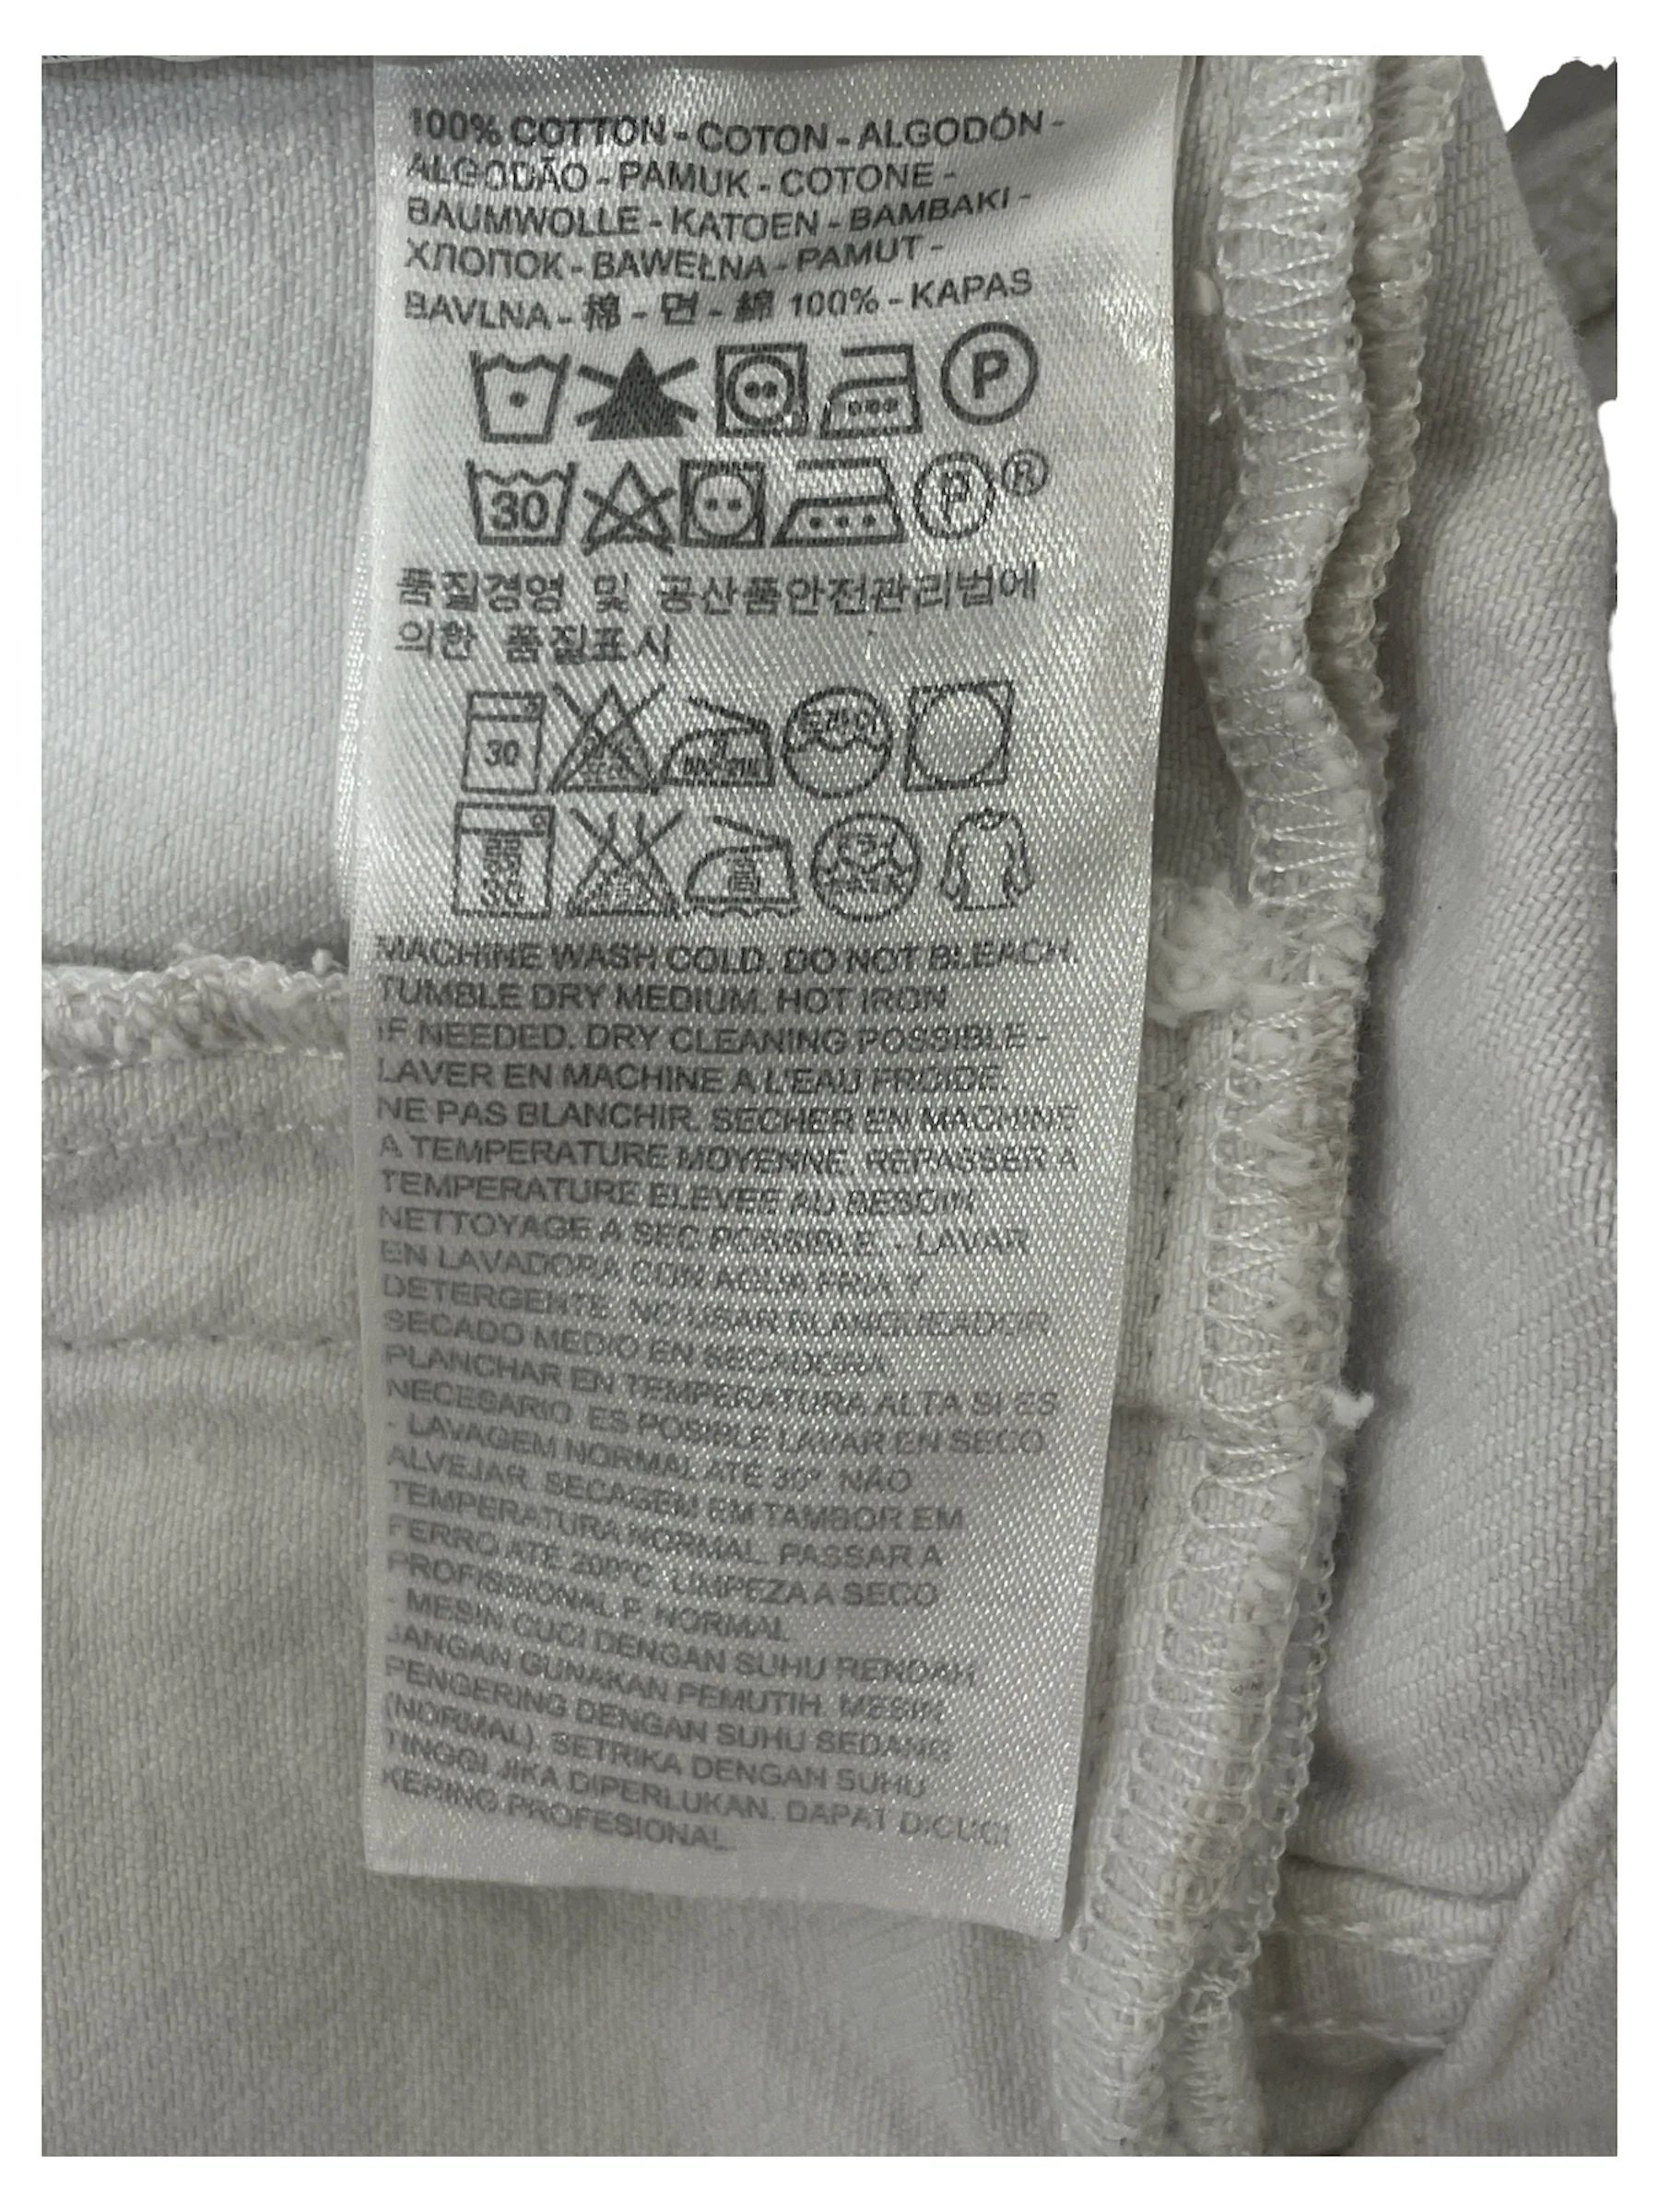 100% COTTON - COTON - ALGODÓN -
ALGODÃO - PAMUK - COTONE -
BAUMWOLLE - KATOEN - BAMBAKI -
ХЛОПОК - BAWEŁNA - PAMUT -
BAVLNA - 棉 - 면 - 綿 100% - KAPAS
P
30 P ®
품질경영 및 공산품안전관리법에
의한 품질표시
30 드라이
MACHINE WASH COLD. DO NOT BLEACH.
TUMBLE DRY MEDIUM. HOT IRON
IF NEEDED. DRY CLEANING POSSIBLE -
LAVER EN MACHINE A L'EAU FROIDE.
NE PAS BLANCHIR. SECHER EN MACHINE
A TEMPERATURE MOYENNE. REPASSER A
TEMPERATURE ELEVEE AU BESOIN
NETTOYAGE A SEC POSSIBLE - LAVAR
EN LAVADORA CON AGUA FRIA Y
DETERGENTE. NO USAR BLANQUEADOR
SECADO MEDIO EN SECADORA
PLANCHAR EN TEMPERATURA ALTA SI ES
NECESARIO. ES POSIBLE LAVAR EN SECO
- LAVAGEM NORMAL ATÉ 30°. NÃO
ALVEJAR. SECAGEM EM TAMBOR EM
TEMPERATURA NORMAL. PASSAR A
FERRO ATÉ 200°C. LIMPEZA A SECO
PROFISSIONAL P. NORMAL
- MESIN CUCI DENGAN SUHU RENDAH
JANGAN GUNAKAN PEMUTIH. MESIN
PENGERING DENGAN SUHU SEDANG
(NORMAL). SETRIKA DENGAN SUHU
TINGGI JIKA DIPERLUKAN. DAPAT DICUCI
KERING PROFESIONAL